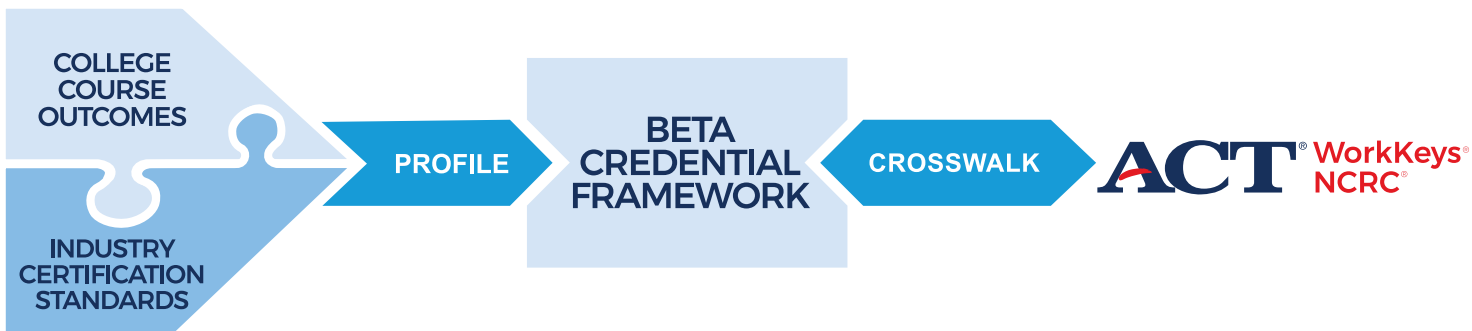 COLLEGE
COURSE
OUTCOMES
INDUSTRY
CERTIFICATION
STANDARDS
PROFILE
BETA
CREDENTIAL
FRAMEWORK
CROSSWALK
ACT® WorkKeys®
NCRC®